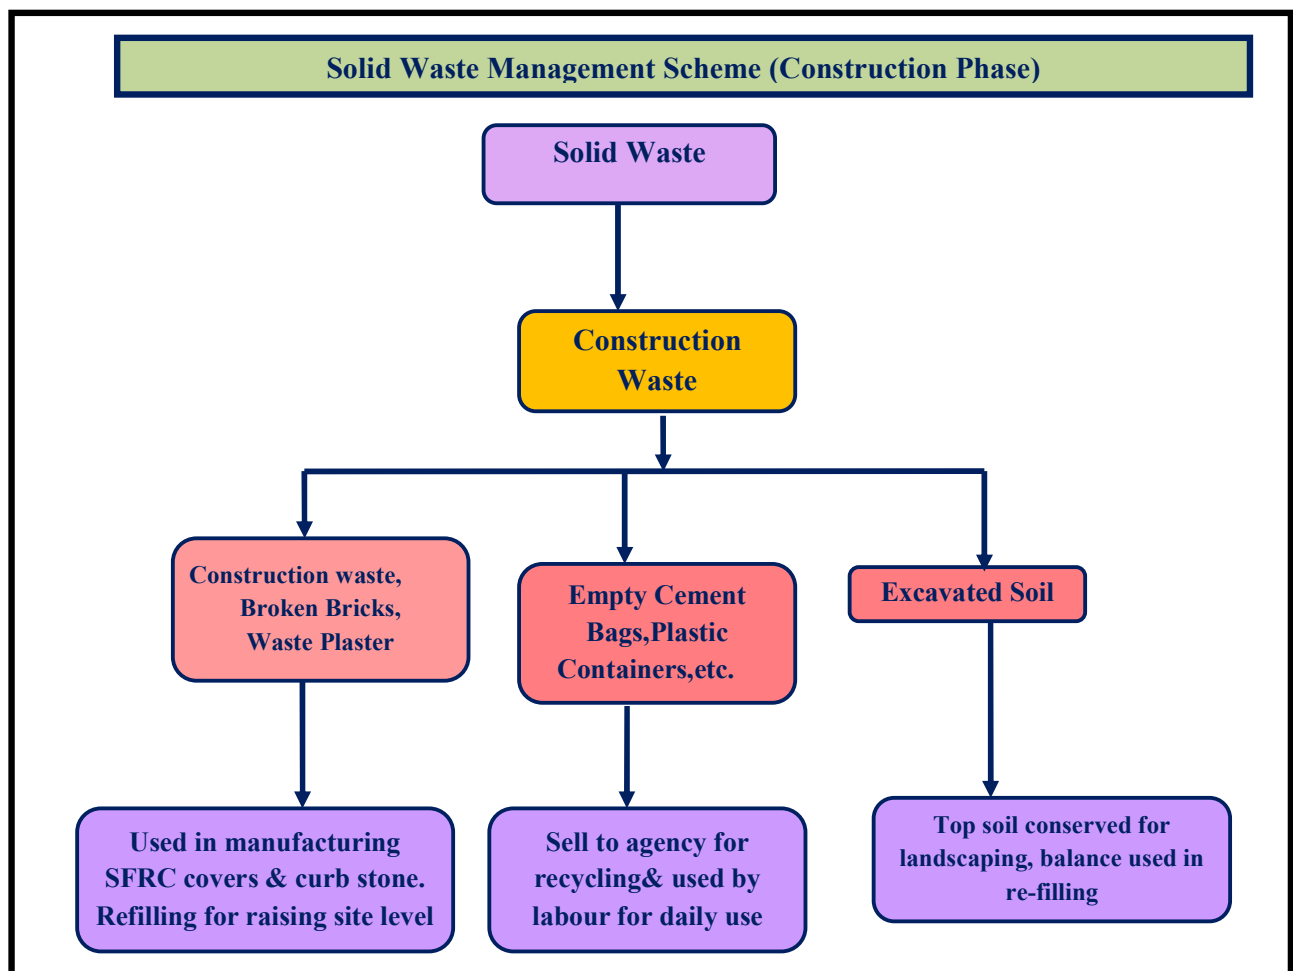 Solid Waste Management Scheme (Construction Phase)
Solid Waste
Construction
Waste
Construction waste,
Broken Bricks,
Waste Plaster
Empty Cement
Bags,Plastic
Containers,etc.
Excavated Soil
Used in manufacturing
SFRC covers & curb stone.
Refilling for raising site level
Sell to agency for
recycling& used by
labour for daily use
Top soil conserved for
landscaping, balance used in
re-filling